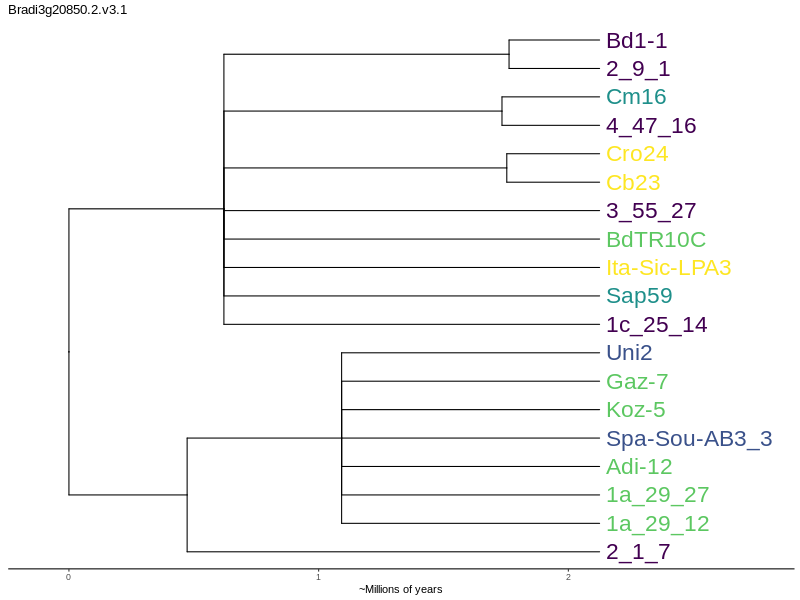 Bradi3g20850.2.v3.1
Bd1-1
2_9_1
Cm16
4_47_16
Cro24
Cb23
3_55_27
BdTR10C
Ita-Sic-LPA3
Sap59
1c_25_14
Uni2
Gaz-7
Koz-5
Spa-Sou-AB3_3
Adi-12
1a_29_27
1a_29_12
2_1_7
0 1 2
~Millions of years